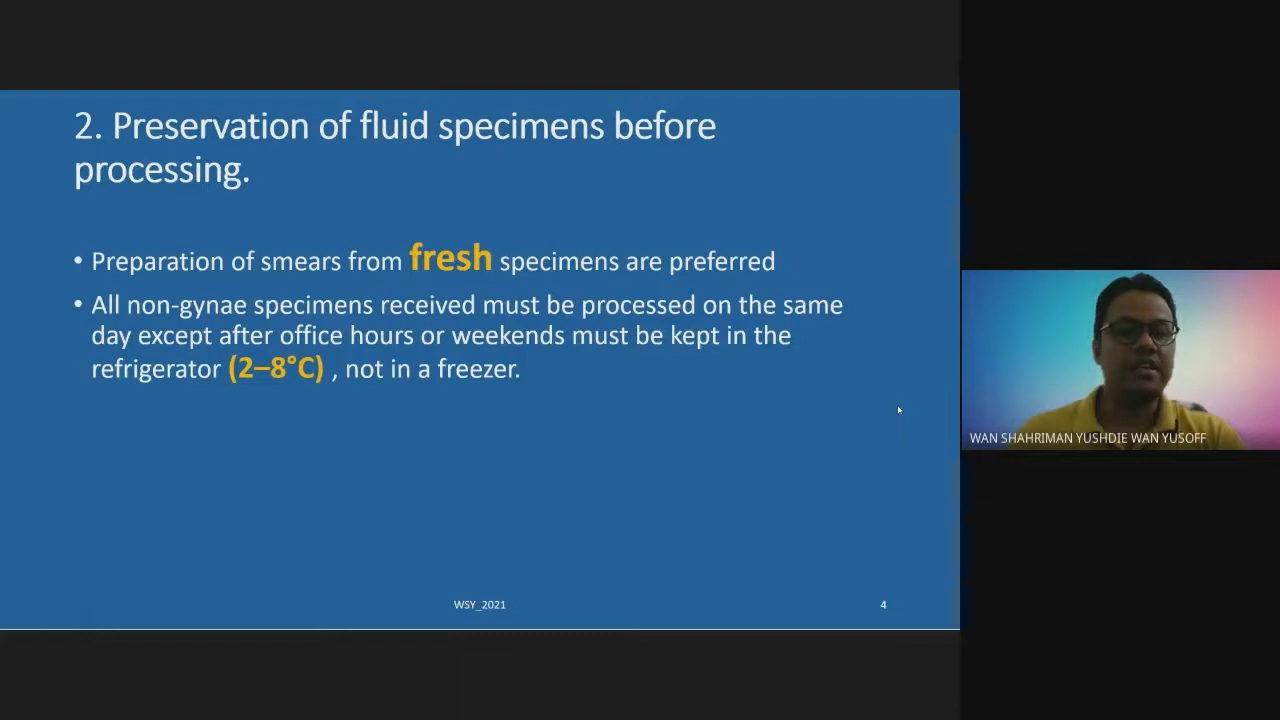 2. Preservation of fluid specimens before
processing.
• Preparation of smears from fresh specimens are preferred
• All non-gynae specimens received must be processed on the same
day except after office hours or weekends must be kept in the
refrigerator (2–8°C) , not in a freezer.
WSY_2021
4
WAN SHAHRIMAN YUSHDIE WAN YUSOFF